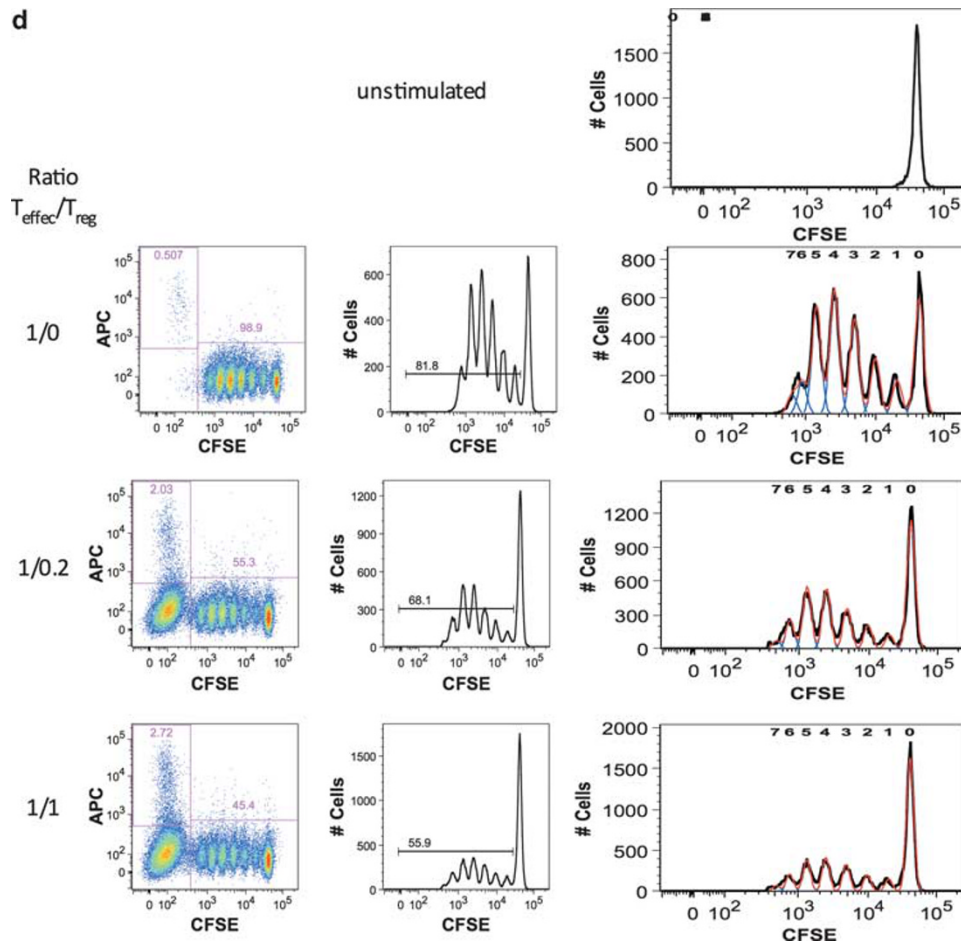 d
unstimulated
# Cells
1500
1000
500
0
0 10² 10³ 10⁴ 10⁵
CFSE
Ratio
T_effec/T_reg
1/0
APC
10⁵
10⁴
10³
10²
0
0.507
98.9
0 10² 10³ 10⁴ 10⁵
CFSE
# Cells
600
400
200
0
81.8
0 10² 10³ 10⁴ 10⁵
CFSE
# Cells
800
600
400
200
0
7 6 5 4 3 2 1 0
0 10² 10³ 10⁴ 10⁵
CFSE
1/0.2
APC
10⁵
10⁴
10³
10²
0
2.03
55.3
0 10² 10³ 10⁴ 10⁵
CFSE
# Cells
1200
900
600
300
0
68.1
0 10² 10³ 10⁴ 10⁵
CFSE
# Cells
1200
900
600
300
0
7 6 5 4 3 2 1 0
0 10² 10³ 10⁴ 10⁵
CFSE
1/1
APC
10⁵
10⁴
10³
10²
0
2.72
45.4
0 10² 10³ 10⁴ 10⁵
CFSE
# Cells
1500
1000
500
0
55.9
0 10² 10³ 10⁴ 10⁵
CFSE
# Cells
2000
1500
1000
500
0
7 6 5 4 3 2 1 0
0 10² 10³ 10⁴ 10⁵
CFSE